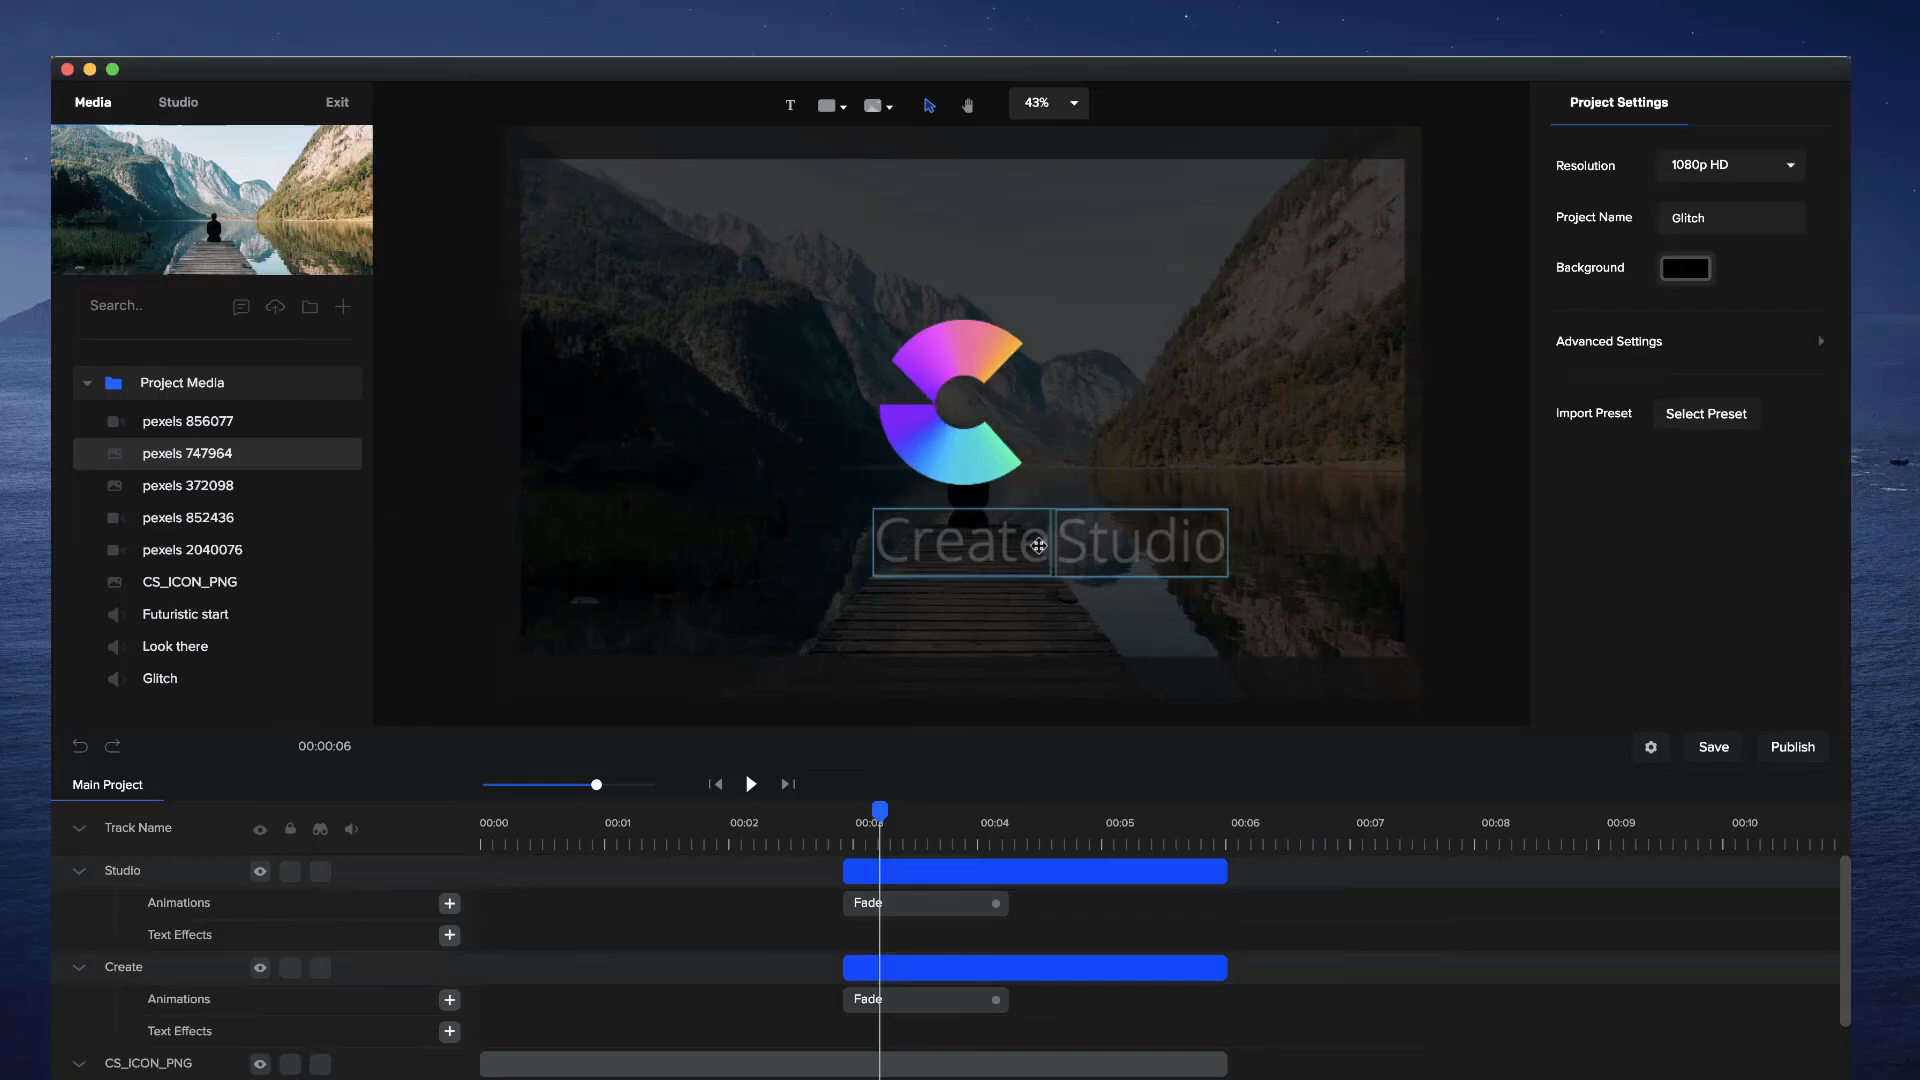 Media
Studio
Exit
T
43%
Project Settings
Resolution
1080p HD
Project Name
Glitch
Background
Advanced Settings
Import Preset
Select Preset
Search..
Project Media
pexels 856077
pexels 747964
pexels 372098
pexels 852436
pexels 2040076
CS_ICON_PNG
Futuristic start
Look there
Glitch
Create
Studio
00:00:06
Save
Publish
Main Project
Track Name
00:00
00:01
00:02
00:03
00:04
00:05
00:06
00:07
00:08
00:09
00:10
Studio
Animations
Fade
Text Effects
Create
Animations
Fade
Text Effects
CS_ICON_PNG